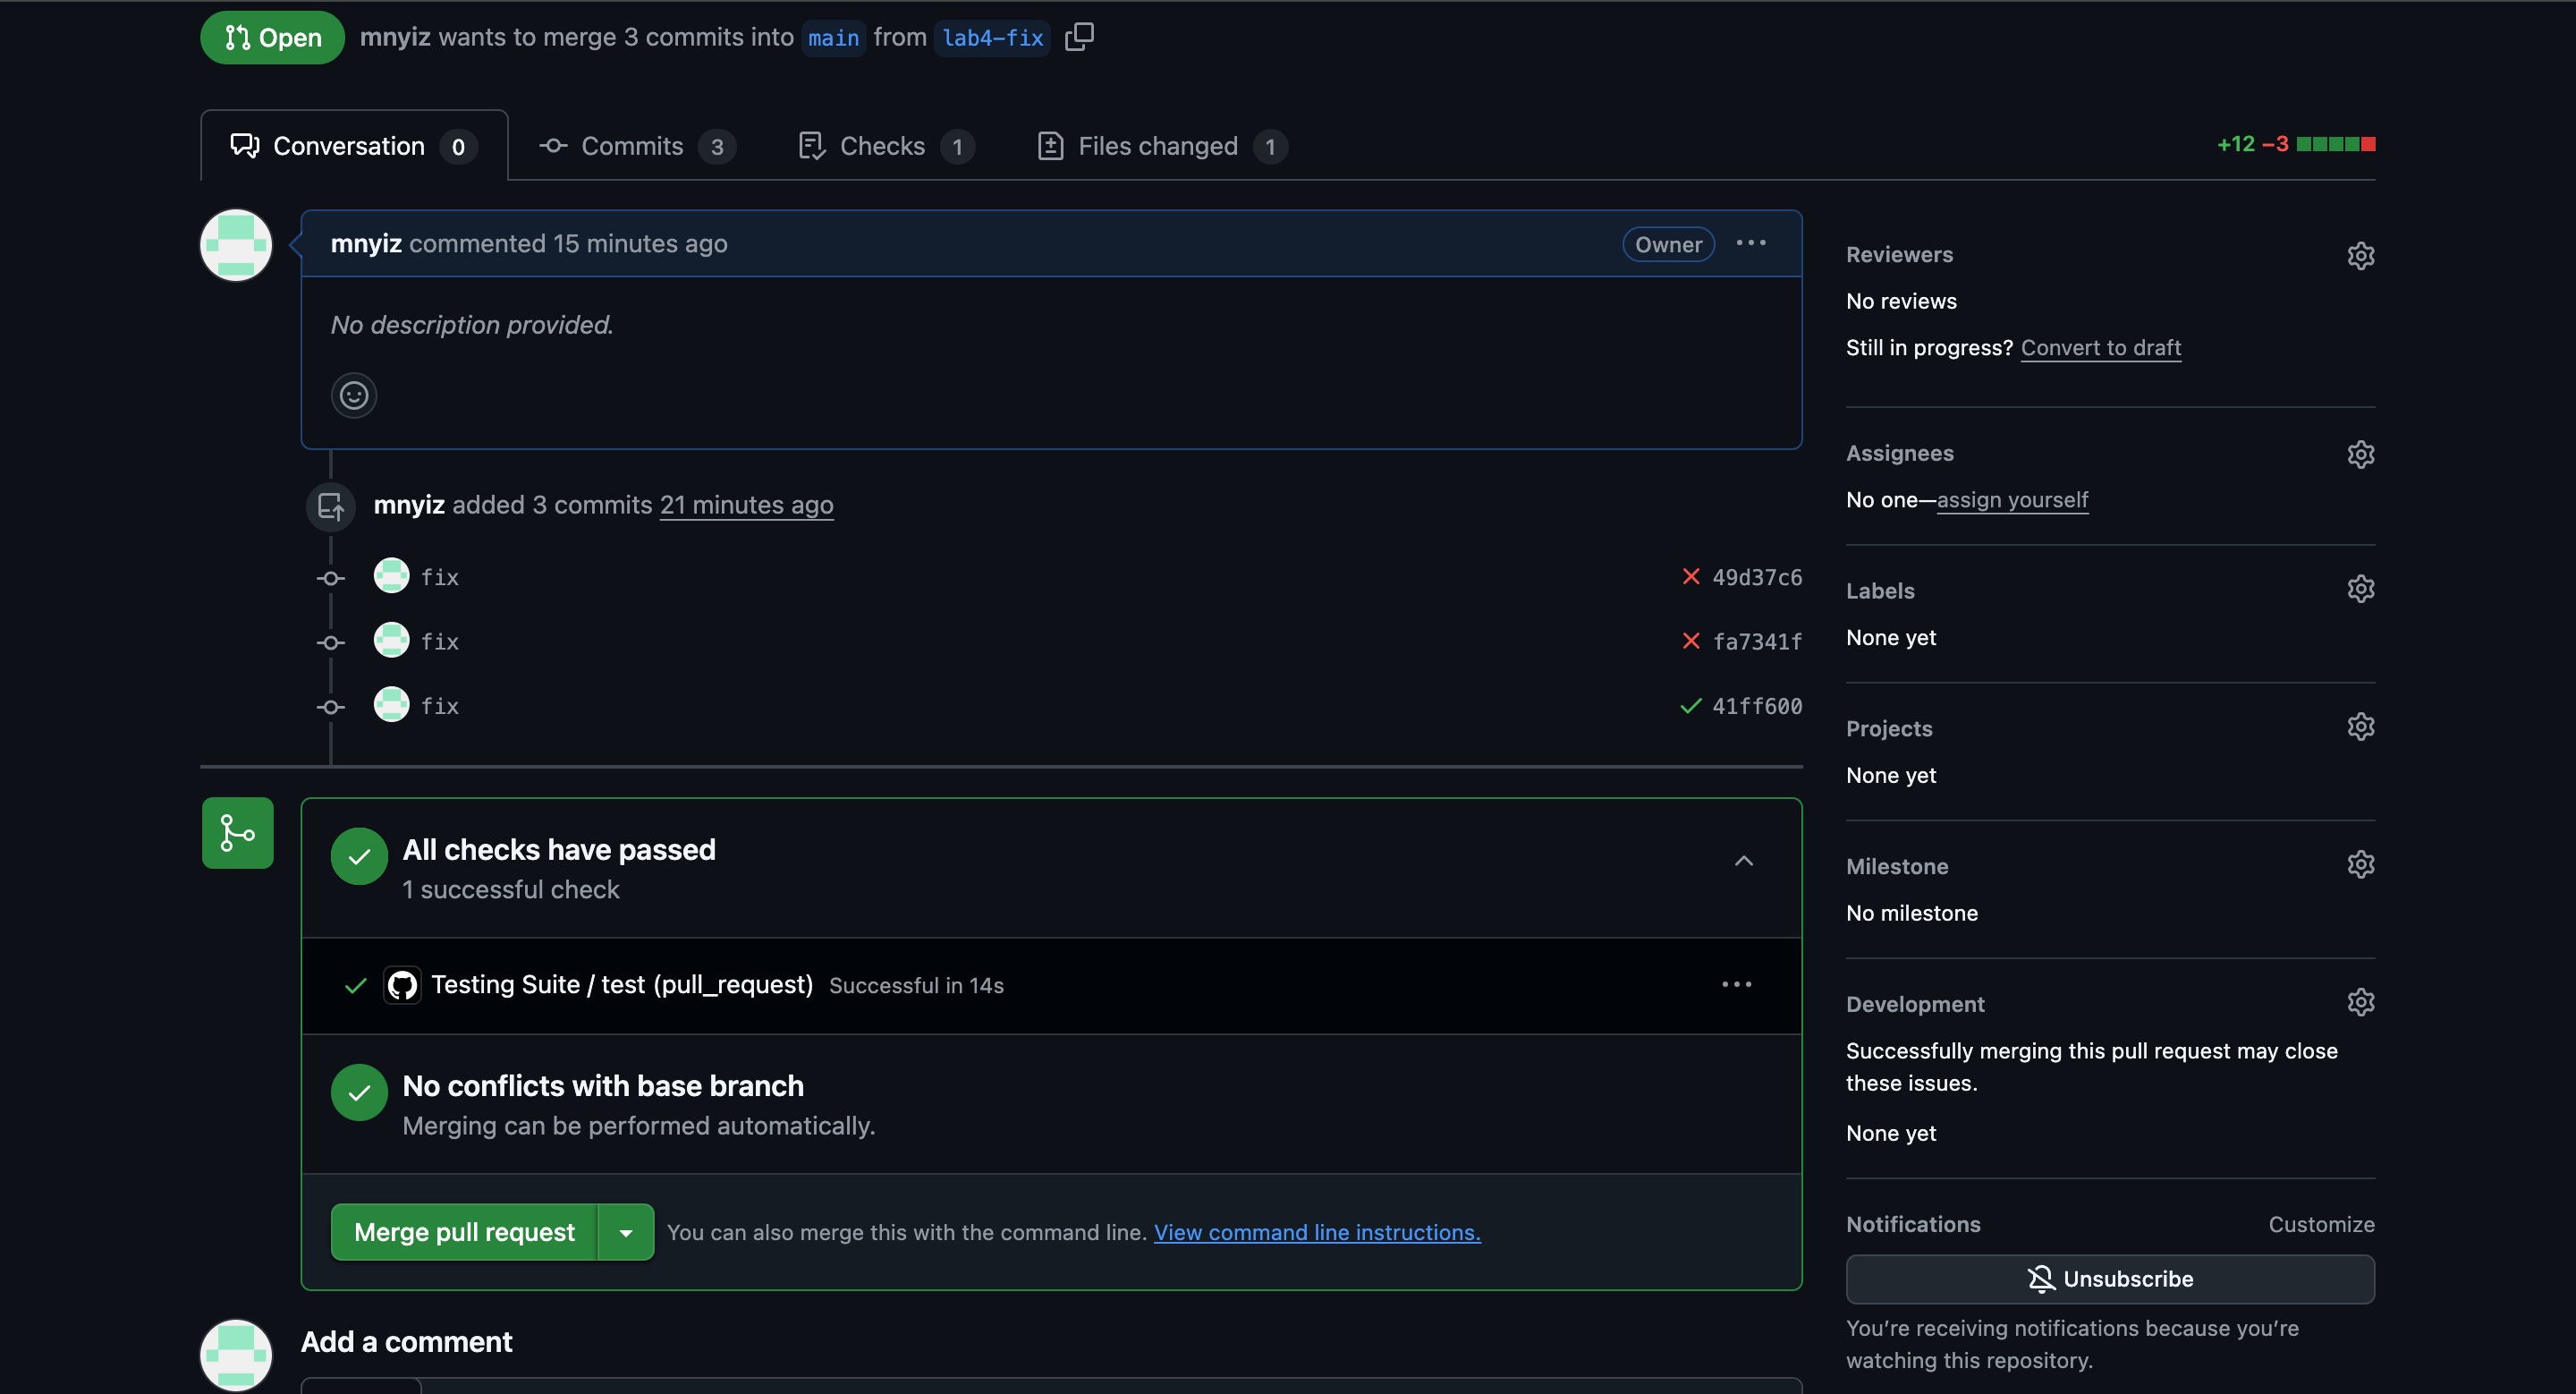 Open mnyiz wants to merge 3 commits into main from lab4-fix
Conversation 0 Commits 3 Checks 1 Files changed 1 +12 −3
mnyiz commented 15 minutes ago Owner
No description provided.
mnyiz added 3 commits 21 minutes ago
fix 49d37c6
fix fa7341f
fix 41ff600
All checks have passed
1 successful check
Testing Suite / test (pull_request) Successful in 14s
No conflicts with base branch
Merging can be performed automatically.
Merge pull request You can also merge this with the command line. View command line instructions.
Add a comment
Reviewers
No reviews
Still in progress? Convert to draft
Assignees
No one—assign yourself
Labels
None yet
Projects
None yet
Milestone
No milestone
Development
Successfully merging this pull request may close
these issues.
None yet
Notifications Customize
Unsubscribe
You’re receiving notifications because you’re
watching this repository.